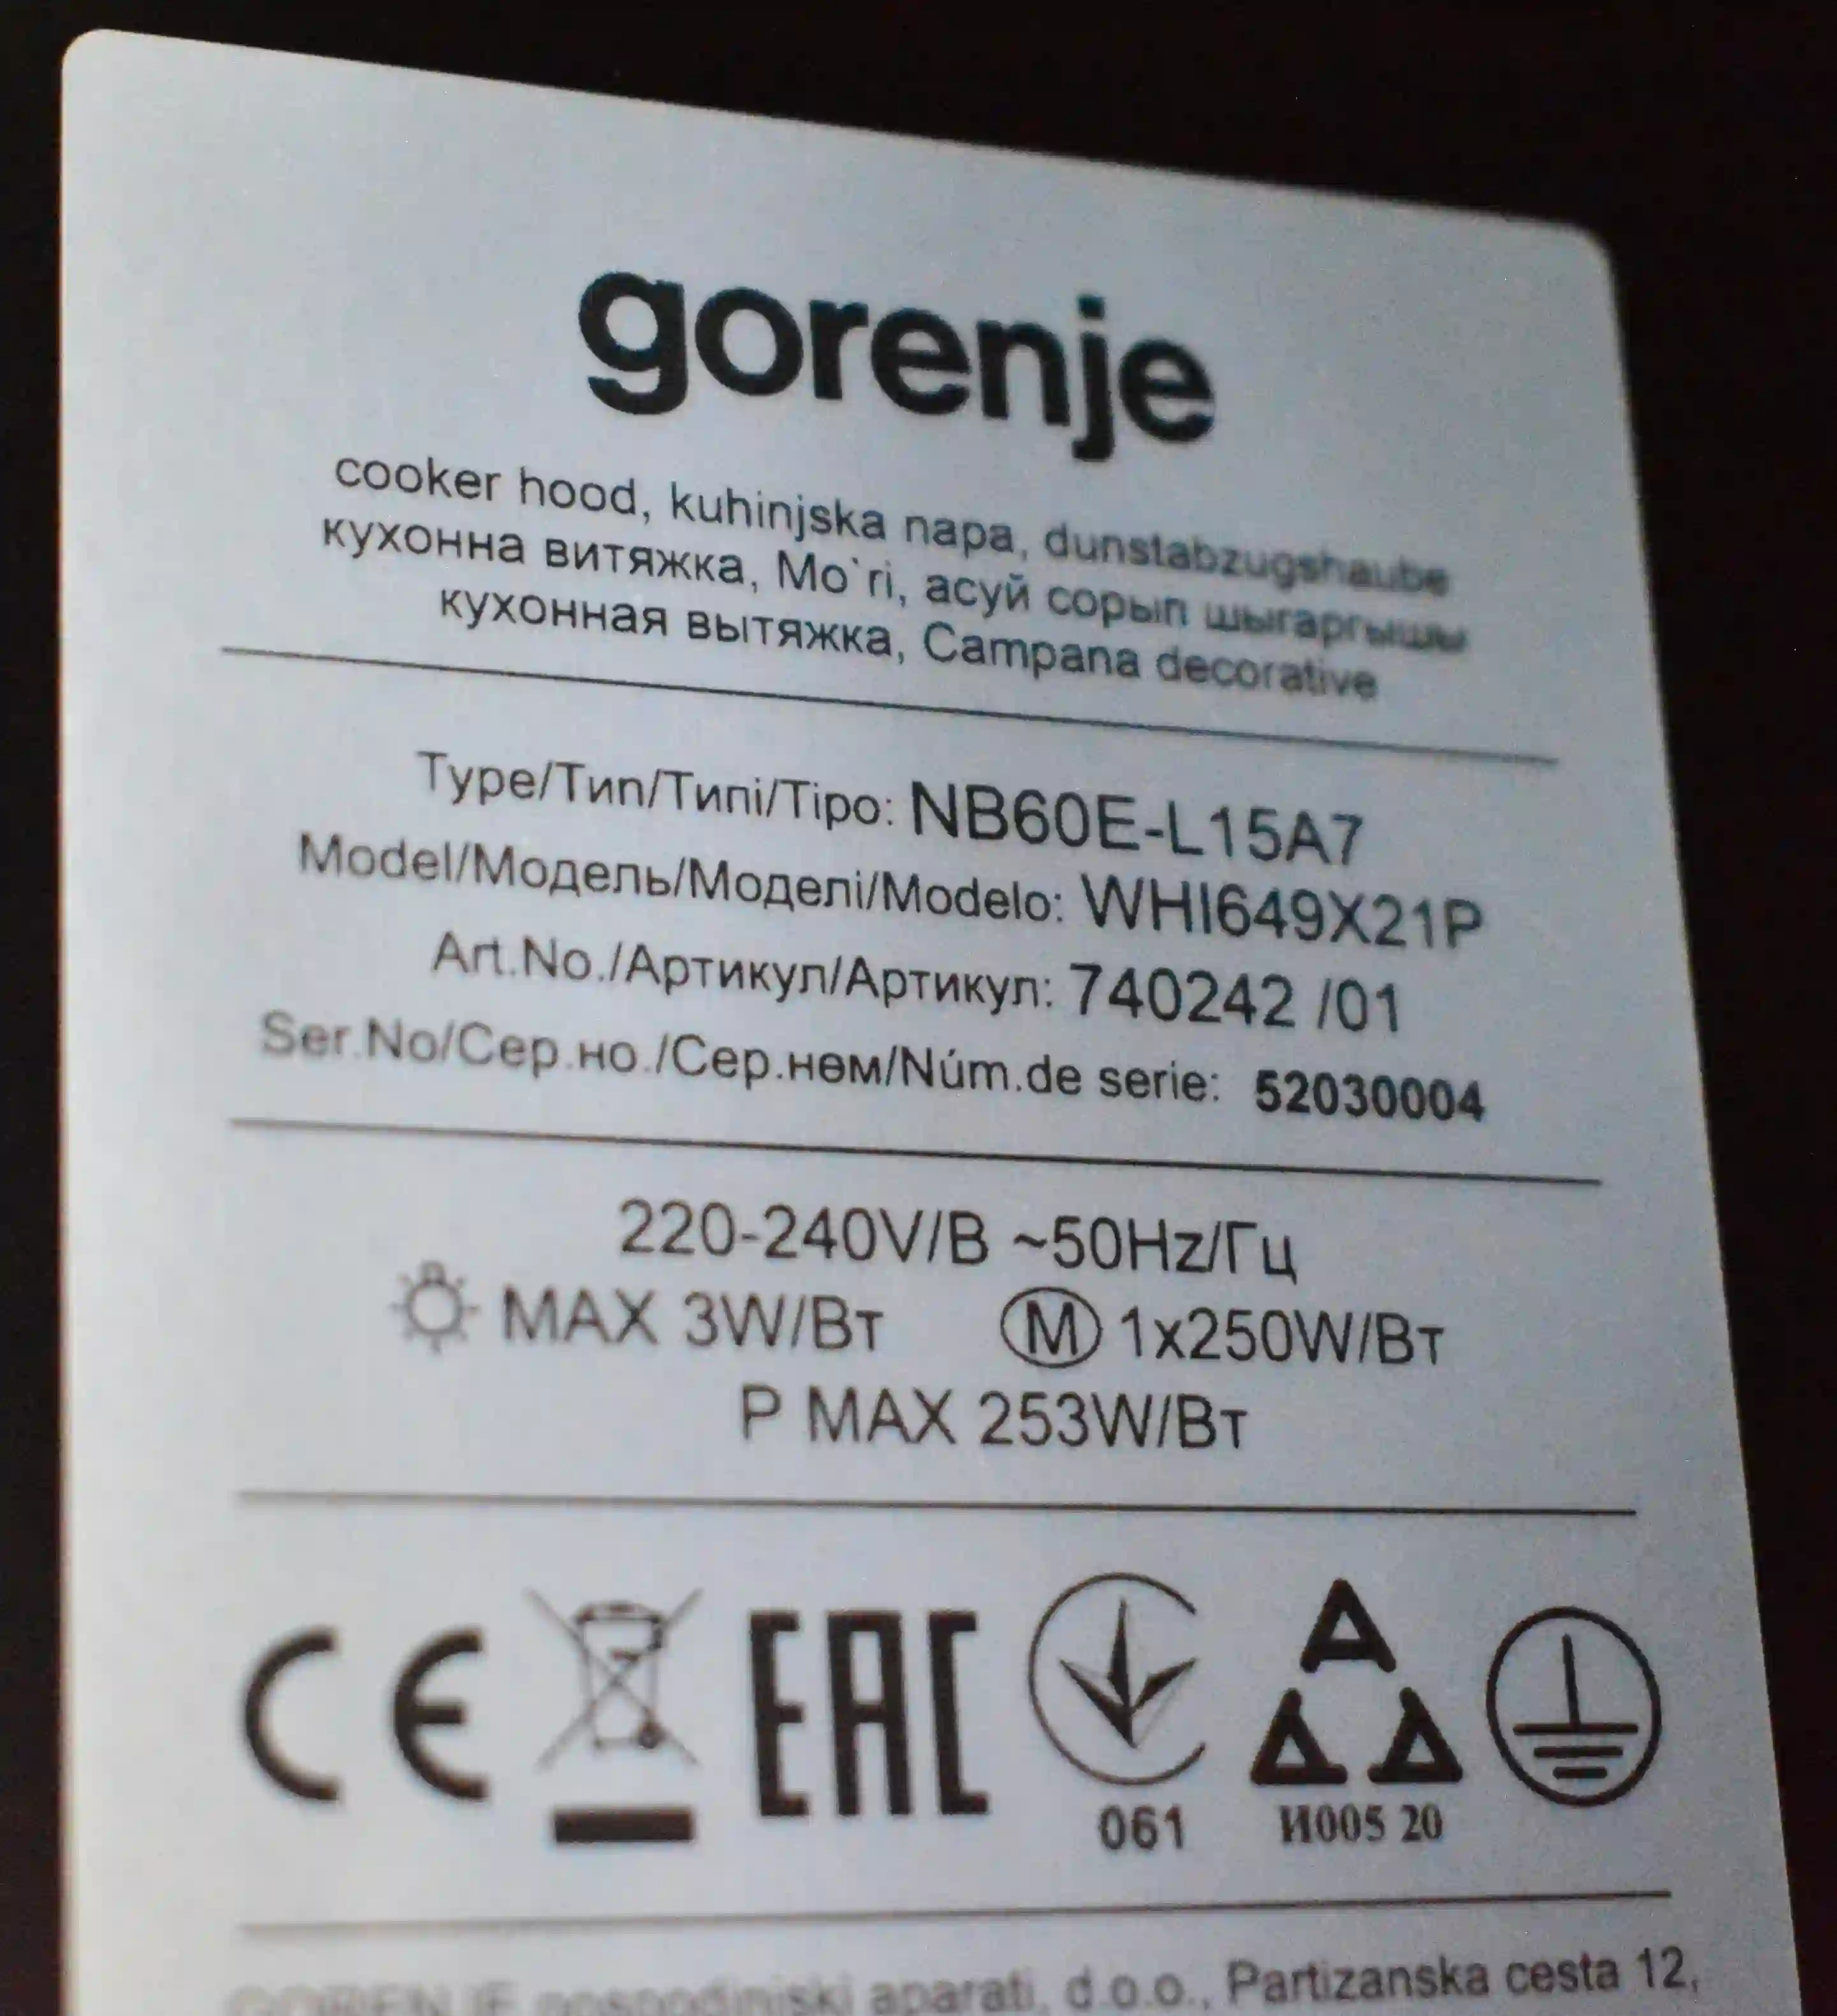 gorenje
cooker hood, kuhinjska napa, dunstabzugshaube
кухонна витяжка, Mo`ri, асуй сорып шығарғышы
кухонная вытяжка, Campana decorative
Type/Тип/Типі/Tipo: NB60E-L15A7
Model/Модель/Моделі/Modelo: WHI649X21P
Art.No./Артикул/Артикул: 740242 /01
Ser.No/Сер.но./Сер.нөм/Núm.de serie: 52030004
220-240V/В ~50Hz/Гц
MAX 3W/Вт M 1x250W/Вт
P MAX 253W/Вт
CE EAC
061 И005 20
GORENJE gospodinjski aparati, d.o.o., Partizanska cesta 12,